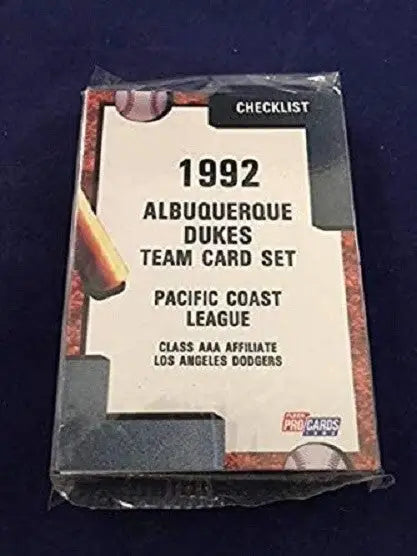 CHECKLIST
1992
ALBUQUERQUE
DUKES
TEAM CARD SET
PACIFIC COAST
LEAGUE
CLASS AAA AFFILIATE
LOS ANGELES DODGERS
FLEER
PRO CARDS
1992